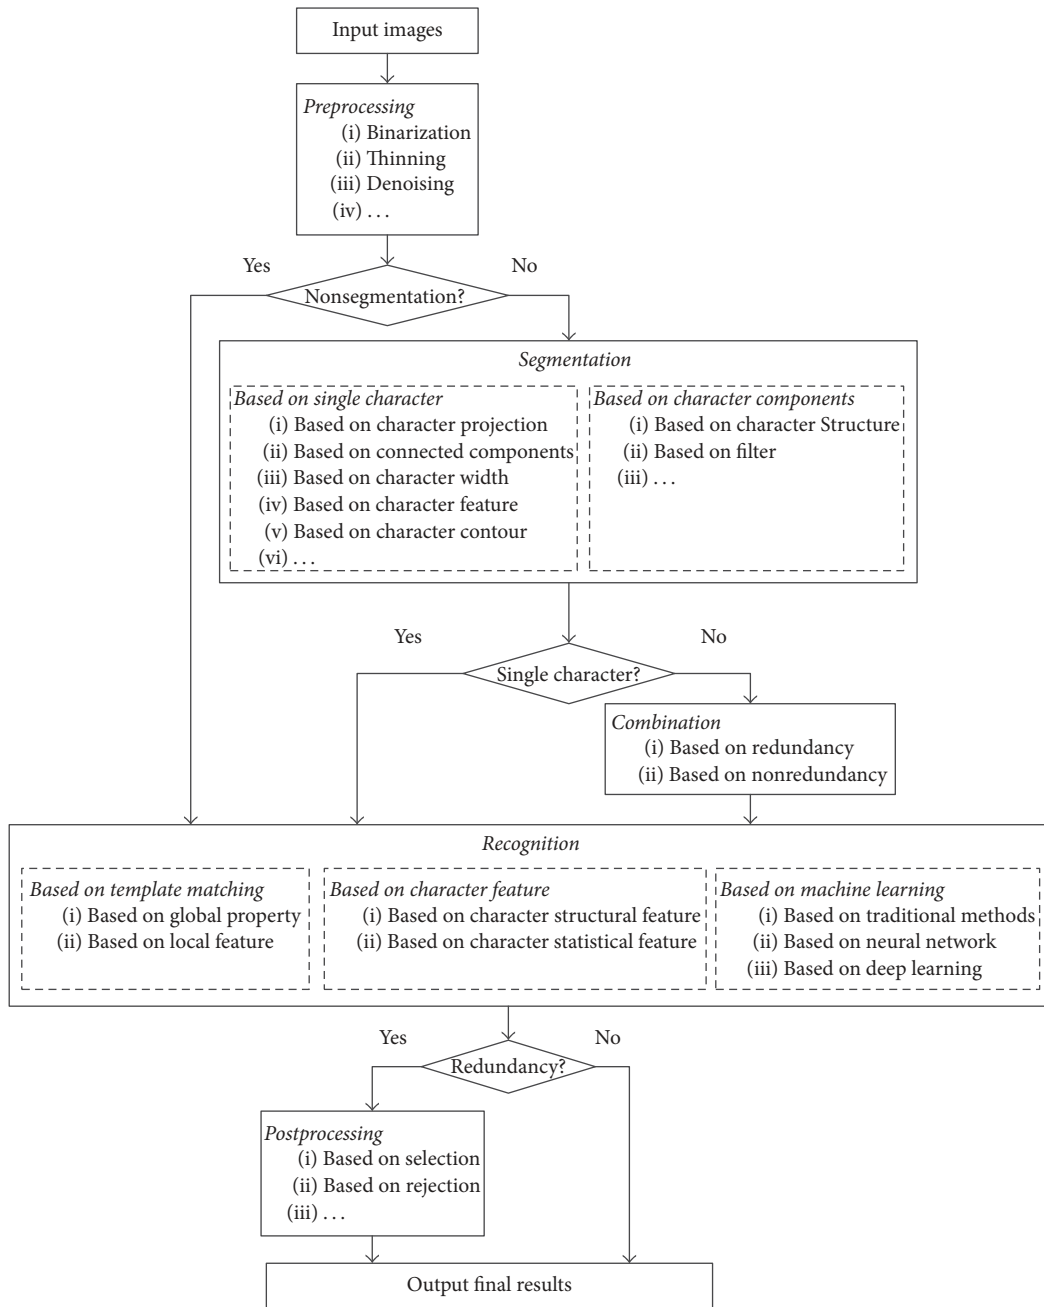 Input images
Preprocessing
(i) Binarization
(ii) Thinning
(iii) Denoising
(iv) . . .
Yes
No
Nonsegmentation?
Segmentation
Based on single character
(i) Based on character projection
(ii) Based on connected components
(iii) Based on character width
(iv) Based on character feature
(v) Based on character contour
(vi) . . .
Based on character components
(i) Based on character Structure
(ii) Based on filter
(iii) . . .
Yes
No
Single character?
Combination
(i) Based on redundancy
(ii) Based on nonredundancy
Recognition
Based on template matching
(i) Based on global property
(ii) Based on local feature
Based on character feature
(i) Based on character structural feature
(ii) Based on character statistical feature
Based on machine learning
(i) Based on traditional methods
(ii) Based on neural network
(iii) Based on deep learning
Yes
No
Redundancy?
Postprocessing
(i) Based on selection
(ii) Based on rejection
(iii) . . .
Output final results